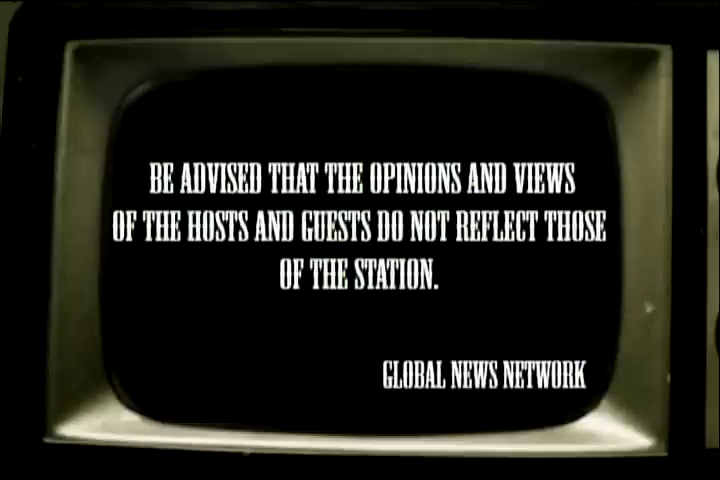 BE ADVISED THAT THE OPINIONS AND VIEWS
OF THE HOSTS AND GUESTS DO NOT REFLECT THOSE
OF THE STATION.
GLOBAL NEWS NETWORK